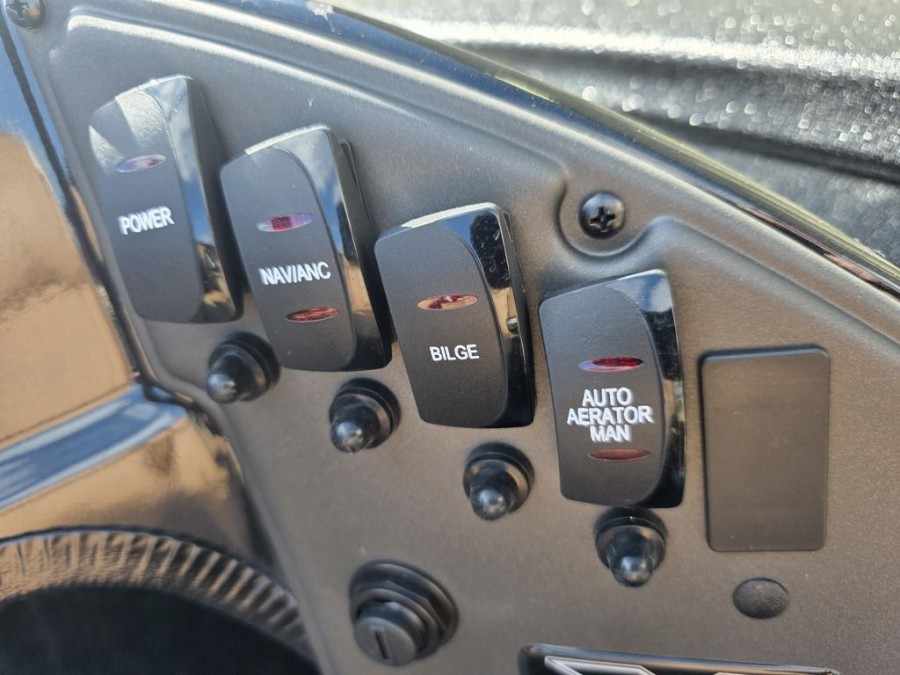 POWER
NAV/ANC
BILGE
AUTO
AERATOR
MAN